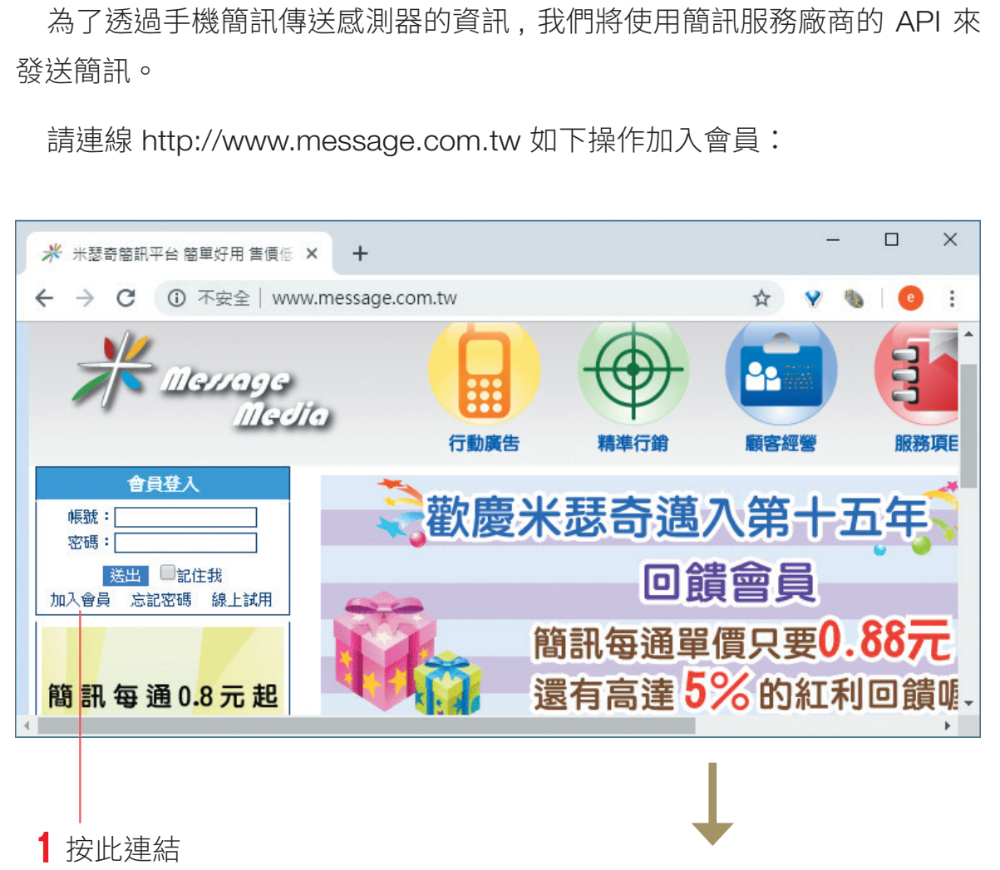 為了透過手機簡訊傳送感測器的資訊, 我們將使用簡訊服務廠商的 API 來
發送簡訊。
請連線 http://www.message.com.tw 如下操作加入會員：
米瑟奇簡訊平台 簡單好用 售價低
不安全 | www.message.com.tw
e
Message
Media
行動廣告 精準行銷 顧客經營 服務項目
會員登入
帳號：
密碼：
送出 記住我
加入會員 忘記密碼 線上試用
簡訊每通0.8元起
歡慶米瑟奇邁入第十五年
回饋會員
簡訊每通單價只要0.88元
還有高達 5% 的紅利回饋喔
1 按此連結